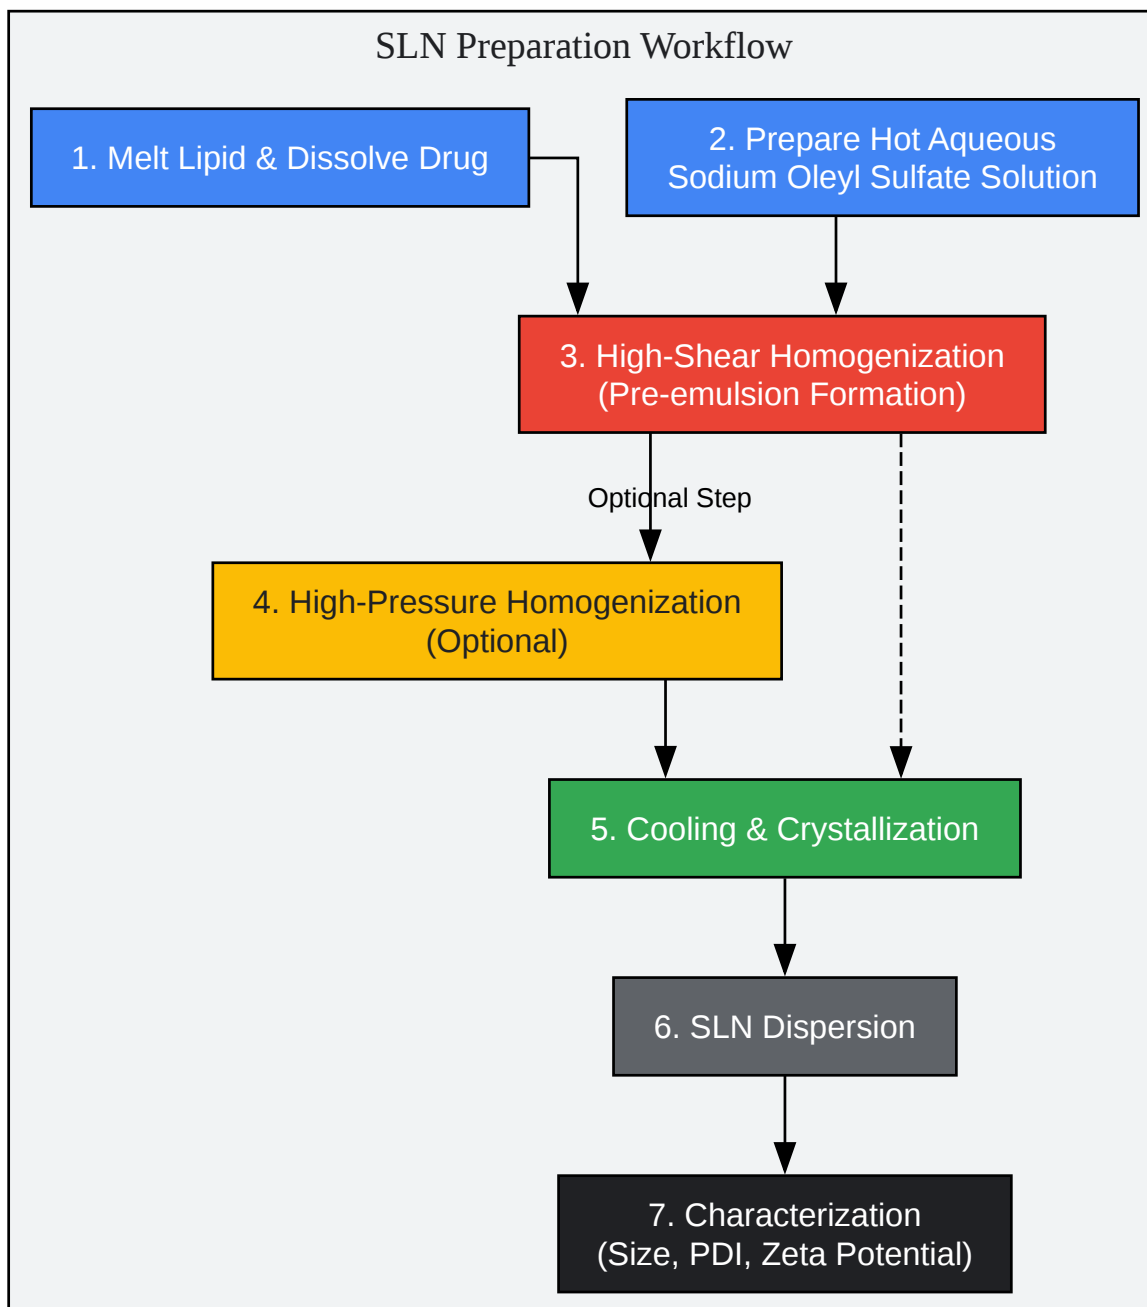 SLN Preparation Workflow
1. Melt Lipid & Dissolve Drug
2. Prepare Hot Aqueous
Sodium Oleyl Sulfate Solution
3. High-Shear Homogenization
(Pre-emulsion Formation)
Optional Step
4. High-Pressure Homogenization
(Optional)
5. Cooling & Crystallization
6. SLN Dispersion
7. Characterization
(Size, PDI, Zeta Potential)